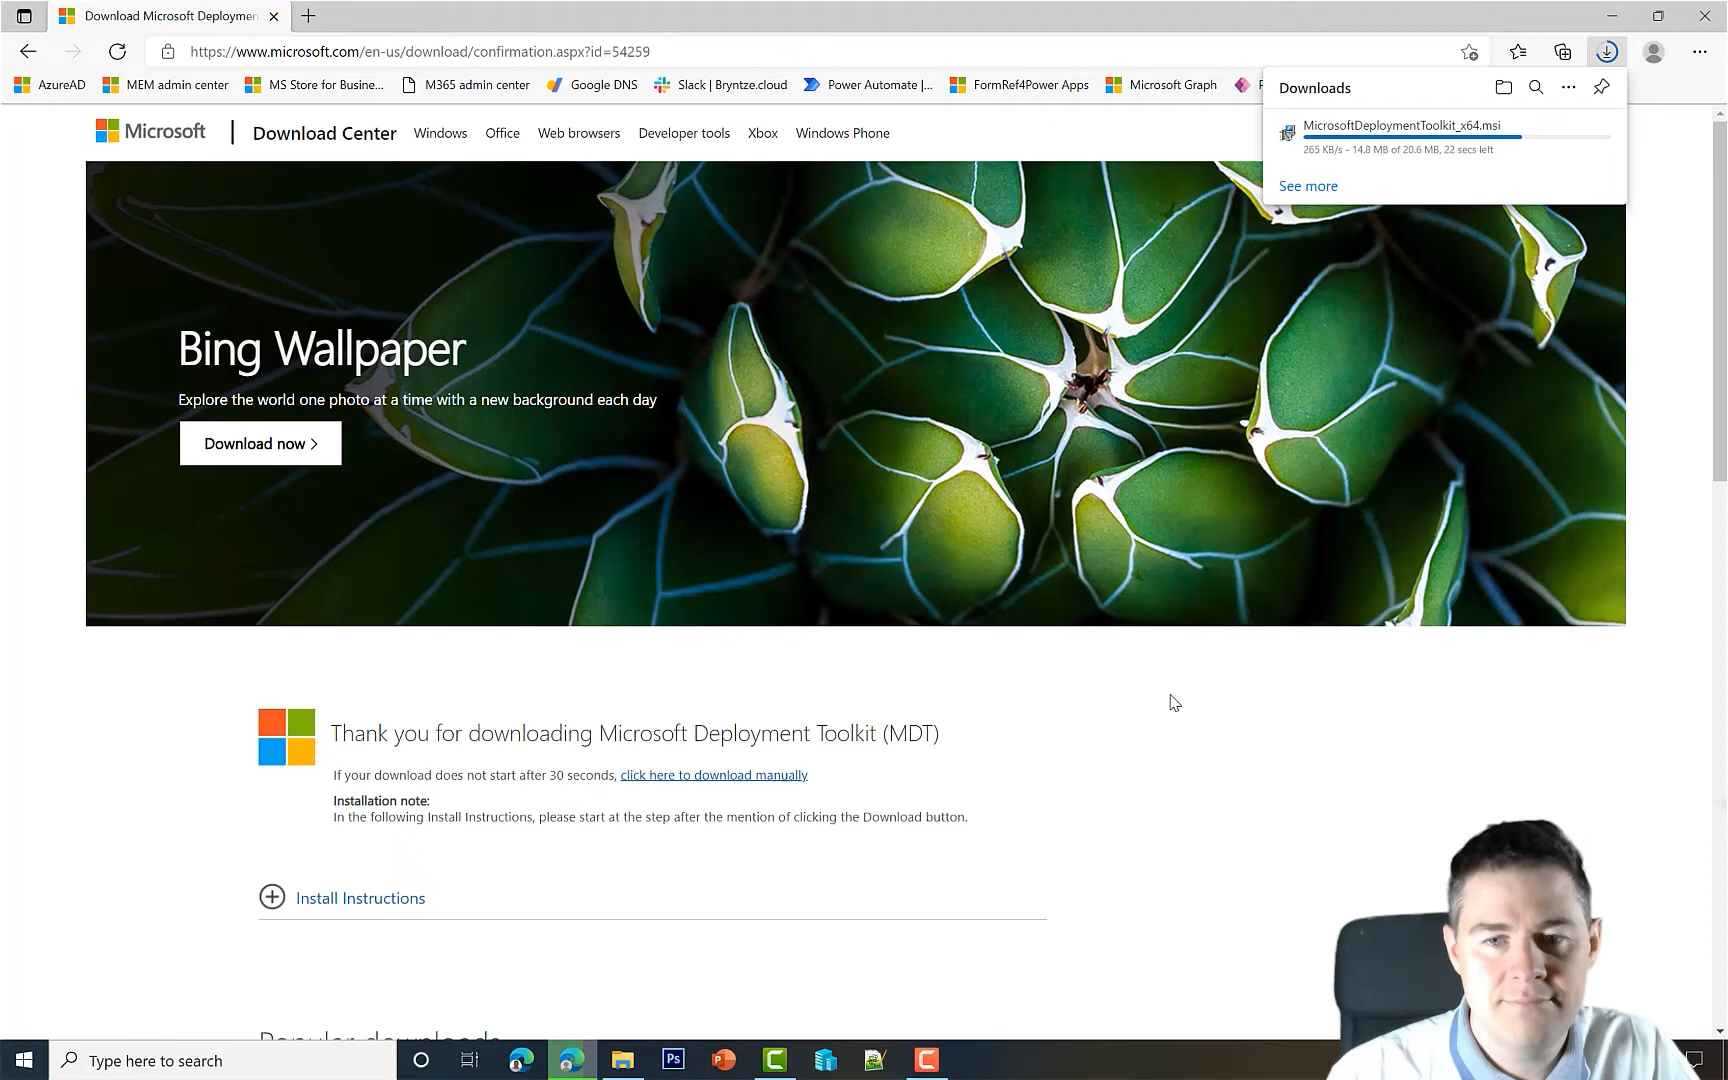 Download Microsoft Deploymen
https://www.microsoft.com/en-us/download/confirmation.aspx?id=54259
AzureAD
MEM admin center
MS Store for Busine...
M365 admin center
Google DNS
Slack | Bryntze.cloud
Power Automate |...
FormRef4Power Apps
Microsoft Graph
Downloads
MicrosoftDeploymentToolkit_x64.msi
265 KB/s - 14.8 MB of 20.6 MB, 22 secs left
See more
Microsoft
Download Center
Windows
Office
Web browsers
Developer tools
Xbox
Windows Phone
Bing Wallpaper
Explore the world one photo at a time with a new background each day
Download now
Thank you for downloading Microsoft Deployment Toolkit (MDT)
If your download does not start after 30 seconds, click here to download manually
Installation note:
In the following Install Instructions, please start at the step after the mention of clicking the Download button.
Install Instructions
Popular downloads
Type here to search
Ps